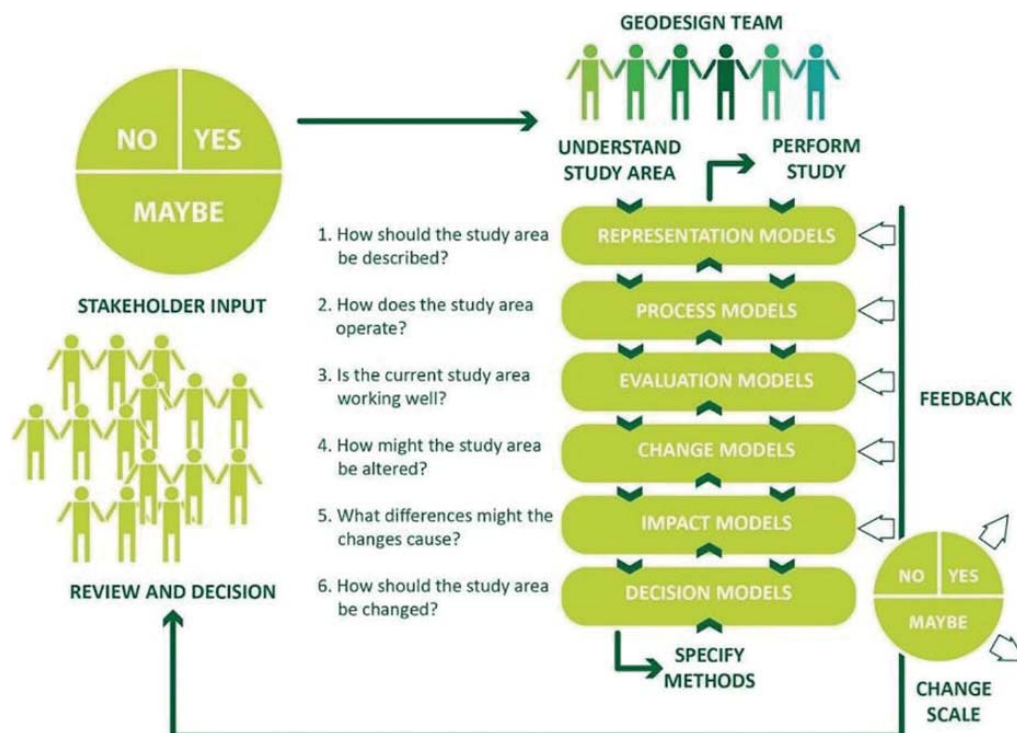 GEODESIGN TEAM
NO
YES
MAYBE
UNDERSTAND
STUDY AREA
PERFORM
STUDY
STAKEHOLDER INPUT
1. How should the study area
be described?
REPRESENTATION MODELS
2. How does the study area
operate?
PROCESS MODELS
3. Is the current study area
working well?
EVALUATION MODELS
FEEDBACK
4. How might the study area
be altered?
CHANGE MODELS
5. What differences might the
changes cause?
IMPACT MODELS
REVIEW AND DECISION
6. How should the study area
be changed?
DECISION MODELS
NO
YES
MAYBE
SPECIFY
METHODS
CHANGE
SCALE